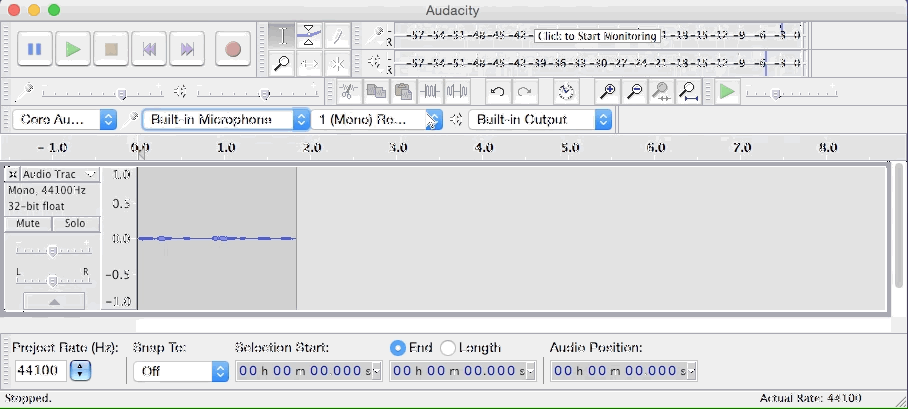 Audacity
-57 -54 -51 -48 -45 -42 Click to Start Monitoring -18 -15 -12 -9 -6 -3 0
R
-57 -54 -51 -48 -45 -42 -39 -36 -33 -30 -27 -24 -21 -18 -15 -12 -9 -6 -3 0
R
Core Au... Built-in Microphone 1 (Mono) Re... Built-in Output
-1.0 0.0 1.0 2.0 3.0 4.0 5.0 6.0 7.0 8.0
X Audio Trac 1.0
Mono, 44100Hz
32-bit float 0.5
Mute Solo
- + 0.0
L R -0.5
-1.0
Project Rate (Hz): Snap To: Selection Start: End Length Audio Position:
44100 Off 00 h 00 m 00.000 s 00 h 00 m 00.000 s 00 h 00 m 00.000 s
Stopped. Actual Rate: 44100